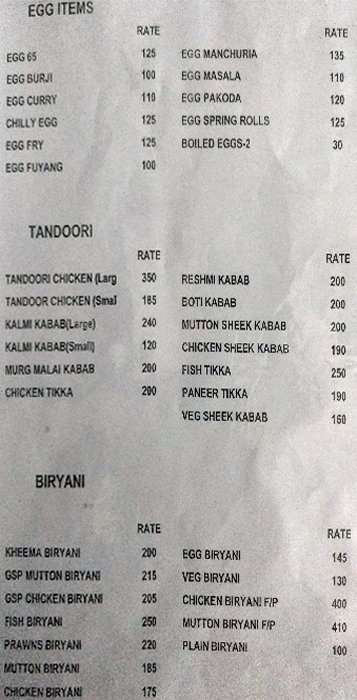 EGG ITEMS
RATE
EGG 65 125
EGG BURJI 100
EGG CURRY 110
CHILLY EGG 125
EGG FRY 125
EGG FUYANG 100
RATE
EGG MANCHURIA 135
EGG MASALA 110
EGG PAKODA 120
EGG SPRING ROLLS 125
BOILED EGGS-2 30
TANDOORI
RATE
TANDOORI CHICKEN (Larg 350
TANDOOR CHICKEN (Smal 185
KALMI KABAB(Large) 240
KALMI KABAB(Small) 120
MURG MALAI KABAB 200
CHICKEN TIKKA 200
RATE
RESHMI KABAB 200
BOTI KABAB 200
MUTTON SHEEK KABAB 200
CHICKEN SHEEK KABAB 190
FISH TIKKA 250
PANEER TIKKA 190
VEG SHEEK KABAB 160
BIRYANI
RATE
KHEEMA BIRYANI 200
GSP MUTTON BIRYANI 215
GSP CHICKEN BIRYANI 205
FISH BIRYANI 250
PRAWNS BIRYANI 220
MUTTON BIRYANI 185
CHICKEN BIRYANI 175
RATE
EGG BIRYANI 145
VEG BIRYANI 130
CHICKEN BIRYANI F/P 400
MUTTON BIRYANI F/P 410
PLAIN BIRYANI 100